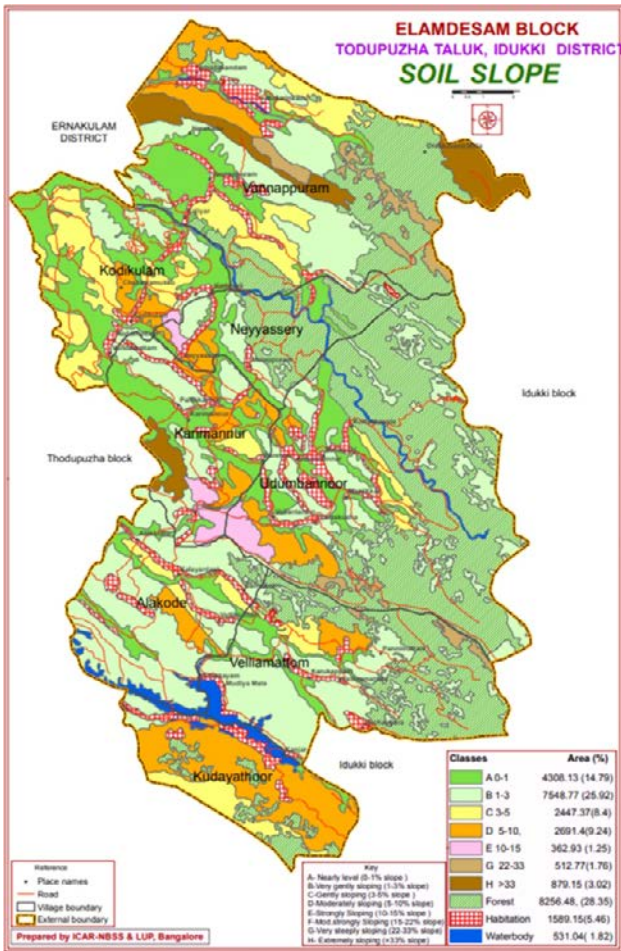 ELAMDESAM BLOCK
TODUPUZHA TALUK, IDUKKI DISTRICT
SOIL SLOPE
ERNAKULAM
DISTRICT
Vannappuram
Kodikulam
Neyyassery
Idukki block
Karimannur
Thodupuzha block
Udumbannoor
Alakode
Velliamattom
Muttiya Mala
Idukki block
Kudayathoor
Classes Area (%)
A 0-1 4308.13 (14.79)
B 1-3 7548.77 (25.92)
C 3-5 2447.37(8.4)
D 5-10, 2691.4(9.24)
E 10-15 362.93 (1.25)
G 22-33 512.77(1.76)
H >33 879.15 (3.02)
Forest 8256.48, (28.35)
Habitation 1589.15(5.46)
Waterbody 531.04( 1.82)
Reference
Place names
Road
Village boundary
External boundary
Prepared by ICAR-NBSS & LUP, Bangalore
Key
A- Nearly level (0-1% slope)
B-Very gently sloping (1-3% slope)
C-Gently sloping (3-5% slope)
D-Moderately sloping (5-10% slope)
E-Strongly Sloping (10-15% slope)
F-Mod.strongly Sloping (15-22% slope)
G-Very steeply sloping (22-33% slope)
H- Extremely sloping (>33% slope)